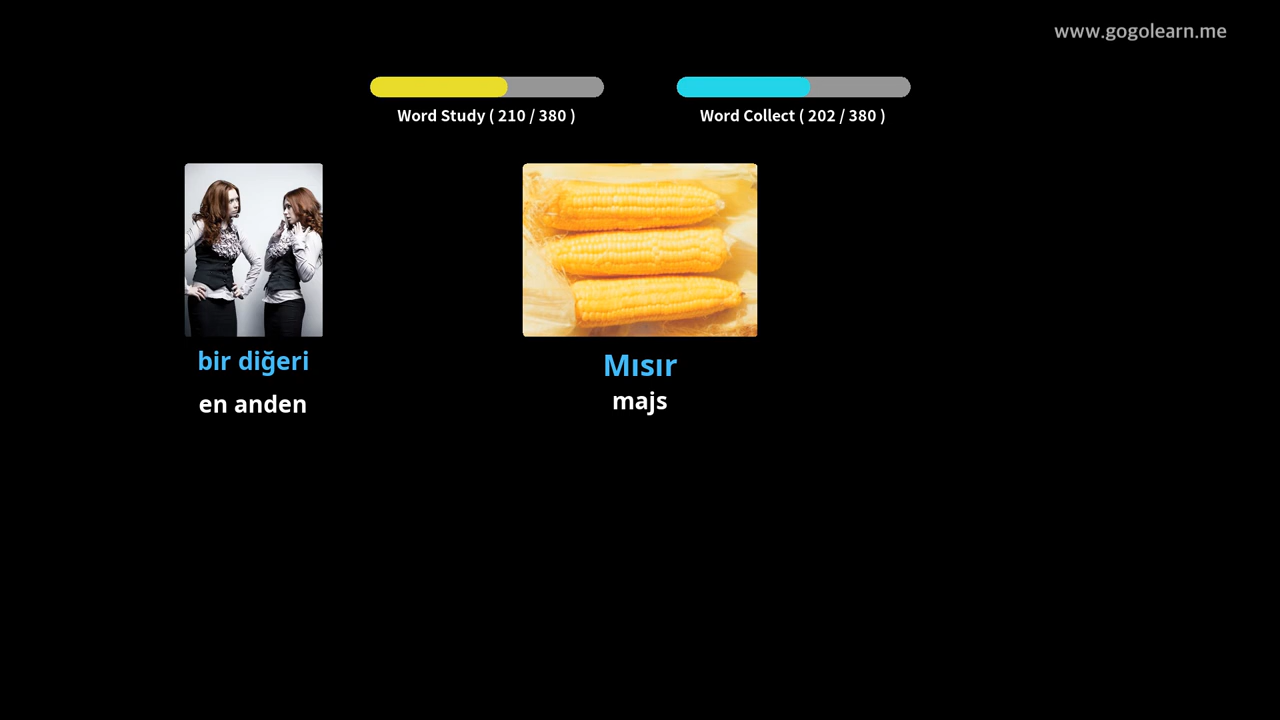 www.gogolearn.me
Word Study ( 210 / 380 )
Word Collect ( 202 / 380 )
bir diğeri
en anden
Mısır
majs